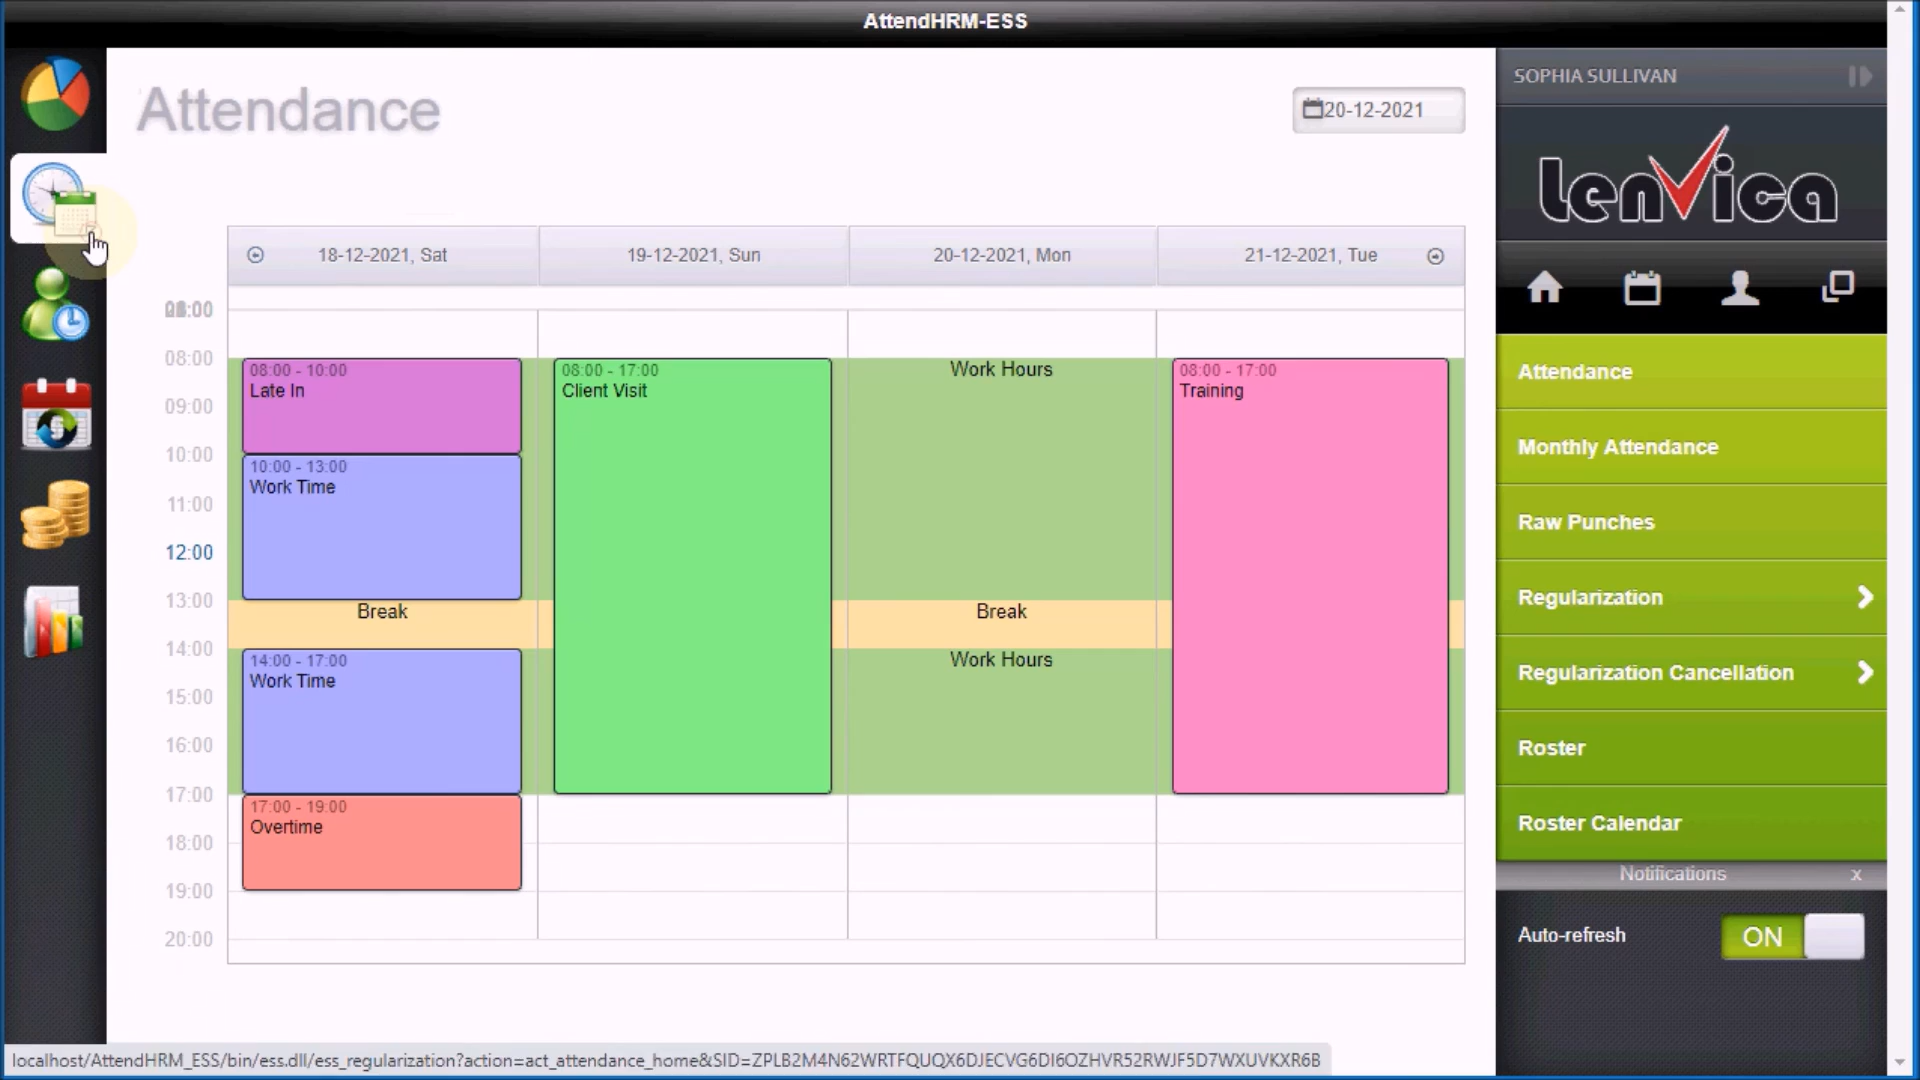 AttendHRM-ESS
Attendance
20-12-2021
SOPHIA SULLIVAN
lenvica
18-12-2021, Sat
19-12-2021, Sun
20-12-2021, Mon
21-12-2021, Tue
08:00
09:00
10:00
11:00
12:00
13:00
14:00
15:00
16:00
17:00
18:00
19:00
20:00
08:00 - 10:00
Late In
10:00 - 13:00
Work Time
Break
14:00 - 17:00
Work Time
17:00 - 19:00
Overtime
08:00 - 17:00
Client Visit
Work Hours
Break
Work Hours
08:00 - 17:00
Training
Attendance
Monthly Attendance
Raw Punches
Regularization
Regularization Cancellation
Roster
Roster Calendar
Notifications x
Auto-refresh ON
localhost/AttendHRM_ESS/bin/ess.dll/ess_regularization?action=act_attendance_home&SID=ZPLB2M4N62WRTFQUQX6DJECVG6DI6OZHVR52RWJF5D7WXUVKXR6B